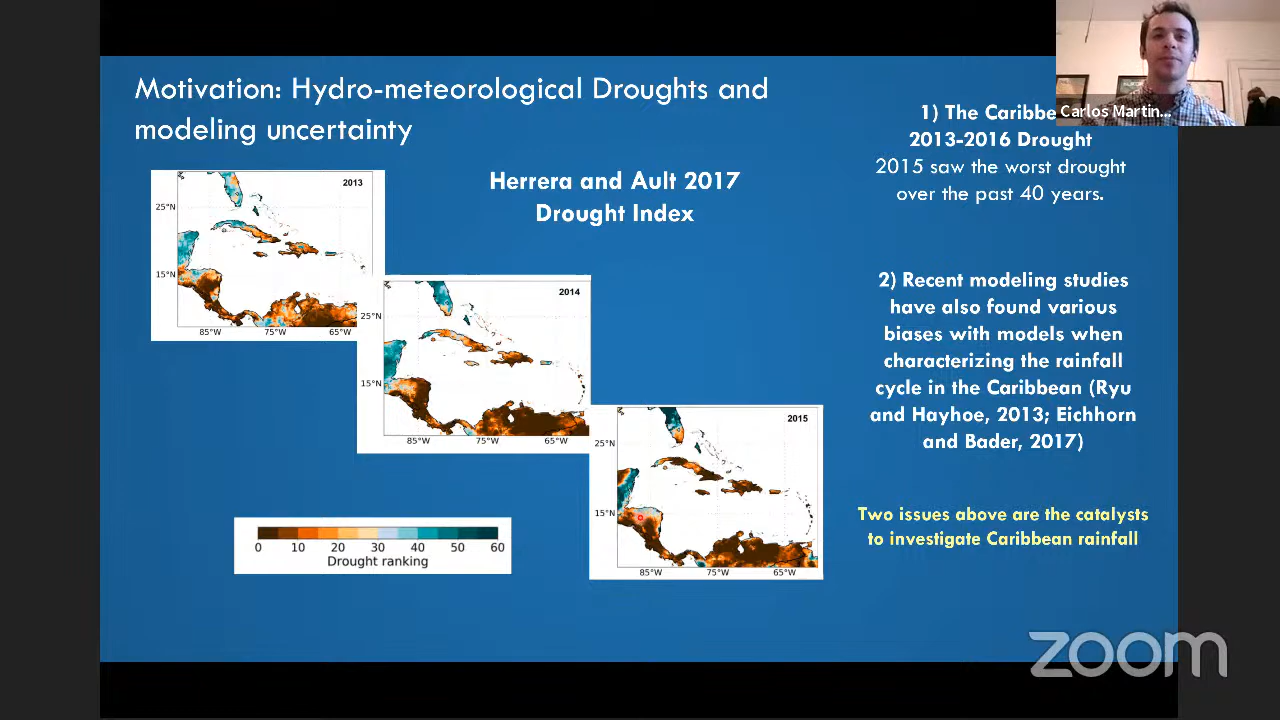 Motivation: Hydro-meteorological Droughts and
modeling uncertainty
Herrera and Ault 2017
Drought Index
2013
25°N
15°N
85°W 75°W 65°W
2014
25°N
15°N
85°W 75°W 65°W
2015
25°N
15°N
85°W 75°W 65°W
0 10 20 30 40 50 60
Drought ranking
Carlos Martin...
1) The Caribbe
2013-2016 Drought
2015 saw the worst drought
over the past 40 years.
2) Recent modeling studies
have also found various
biases with models when
characterizing the rainfall
cycle in the Caribbean (Ryu
and Hayhoe, 2013; Eichhorn
and Bader, 2017)
Two issues above are the catalysts
to investigate Caribbean rainfall
zoom